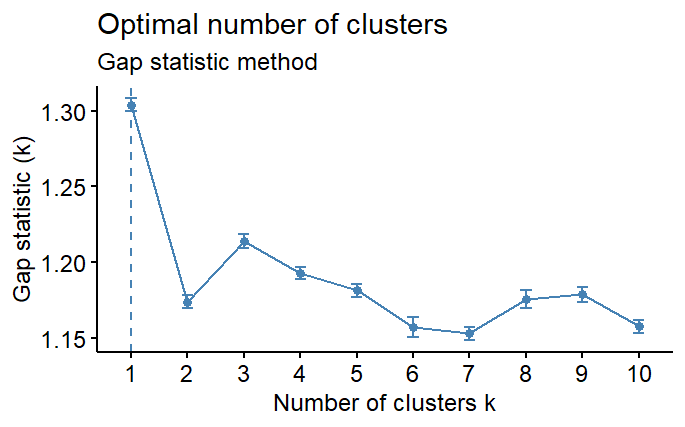 Optimal number of clusters
Gap statistic method
Gap statistic (k)
1.30
1.25
1.20
1.15
1 2 3 4 5 6 7 8 9 10
Number of clusters k